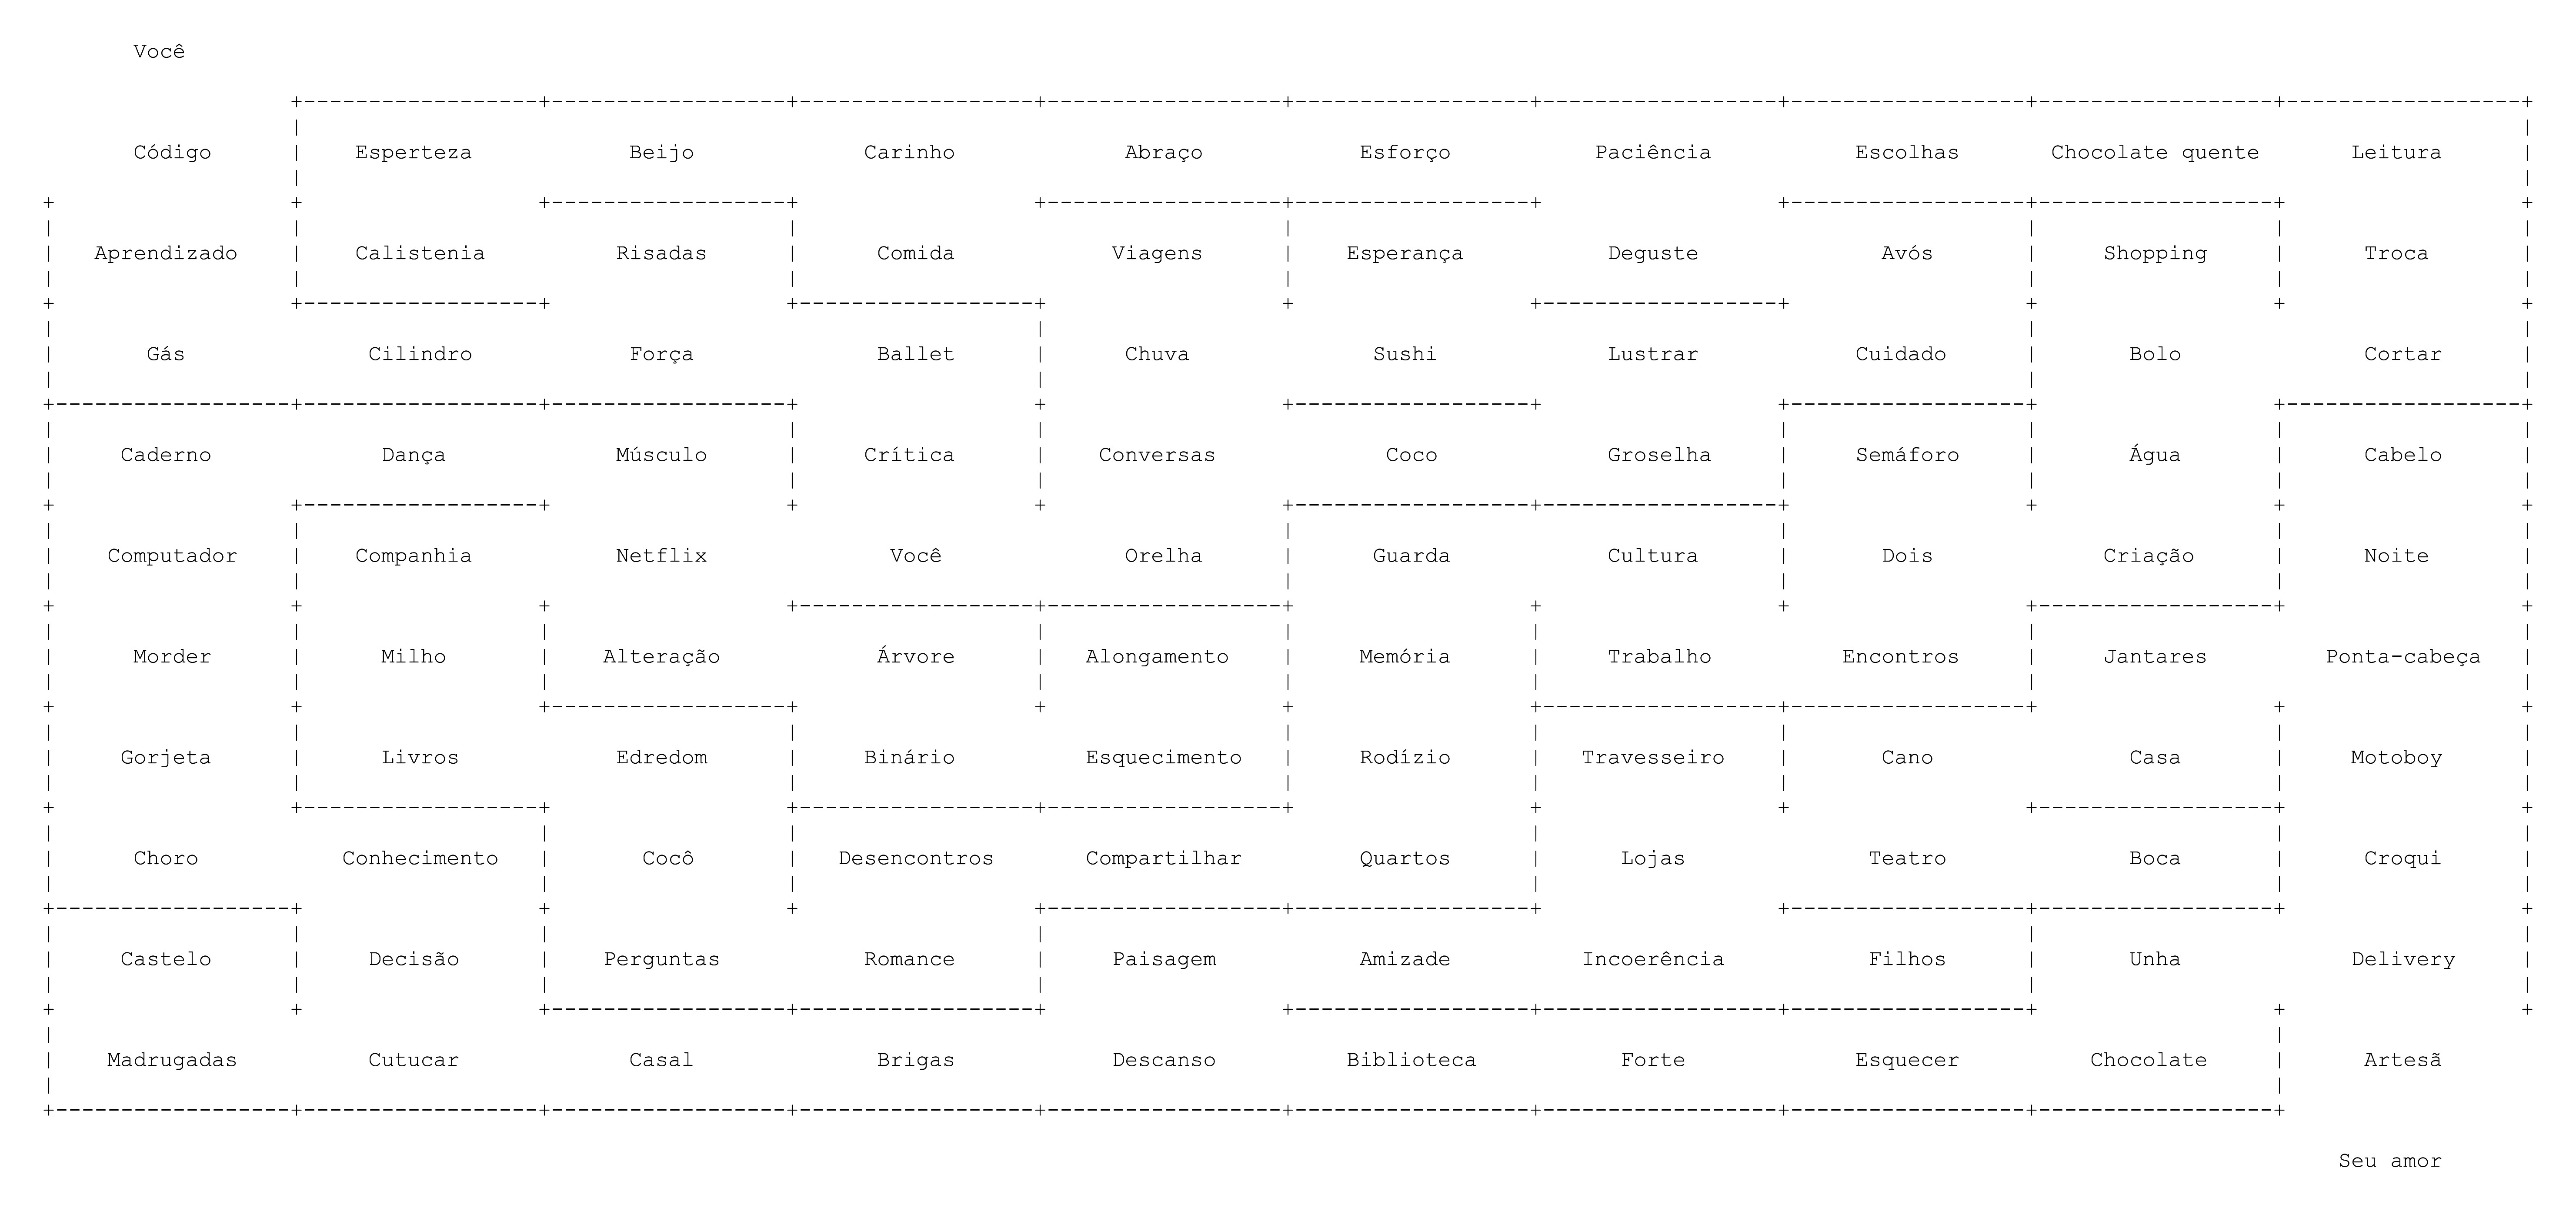 Você
Código Esperteza Beijo Carinho Abraço Esforço Paciência Escolhas Chocolate quente Leitura
Aprendizado Calistenia Risadas Comida Viagens Esperança Deguste Avós Shopping Troca
Gás Cilindro Força Ballet Chuva Sushi Lustrar Cuidado Bolo Cortar
Caderno Dança Músculo Crítica Conversas Coco Groselha Semáforo Água Cabelo
Computador Companhia Netflix Você Orelha Guarda Cultura Dois Criação Noite
Morder Milho Alteração Árvore Alongamento Memória Trabalho Encontros Jantares Ponta-cabeça
Gorjeta Livros Edredom Binário Esquecimento Rodízio Travesseiro Cano Casa Motoboy
Choro Conhecimento Cocô Desencontros Compartilhar Quartos Lojas Teatro Boca Croqui
Castelo Decisão Perguntas Romance Paisagem Amizade Incoerência Filhos Unha Delivery
Madrugadas Cutucar Casal Brigas Descanso Biblioteca Forte Esquecer Chocolate Artesã
Seu amor